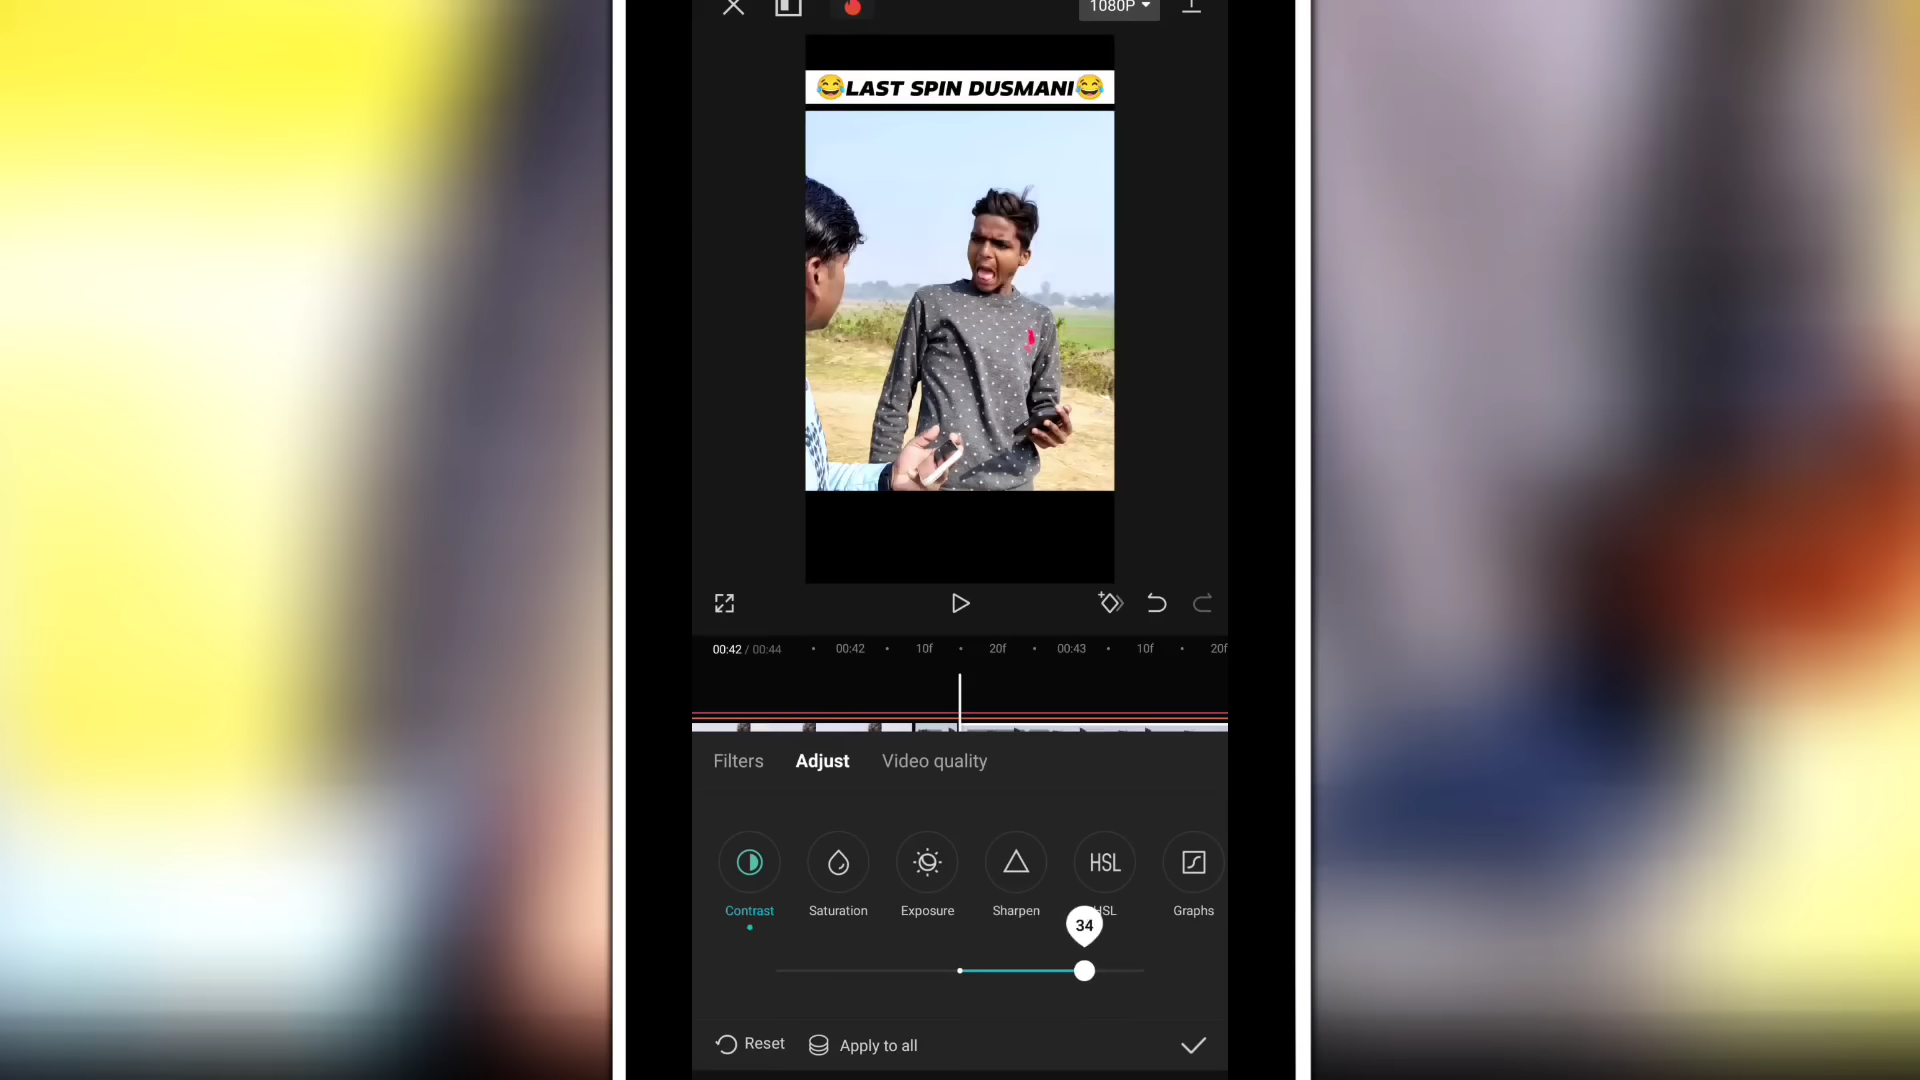 1080P
😂LAST SPIN DUSMANI😂
00:42 / 00:44
00:42
10f
20f
00:43
10f
20f
Filters
Adjust
Video quality
HSL
Contrast
Saturation
Exposure
Sharpen
HSL
Graphs
34
Reset
Apply to all